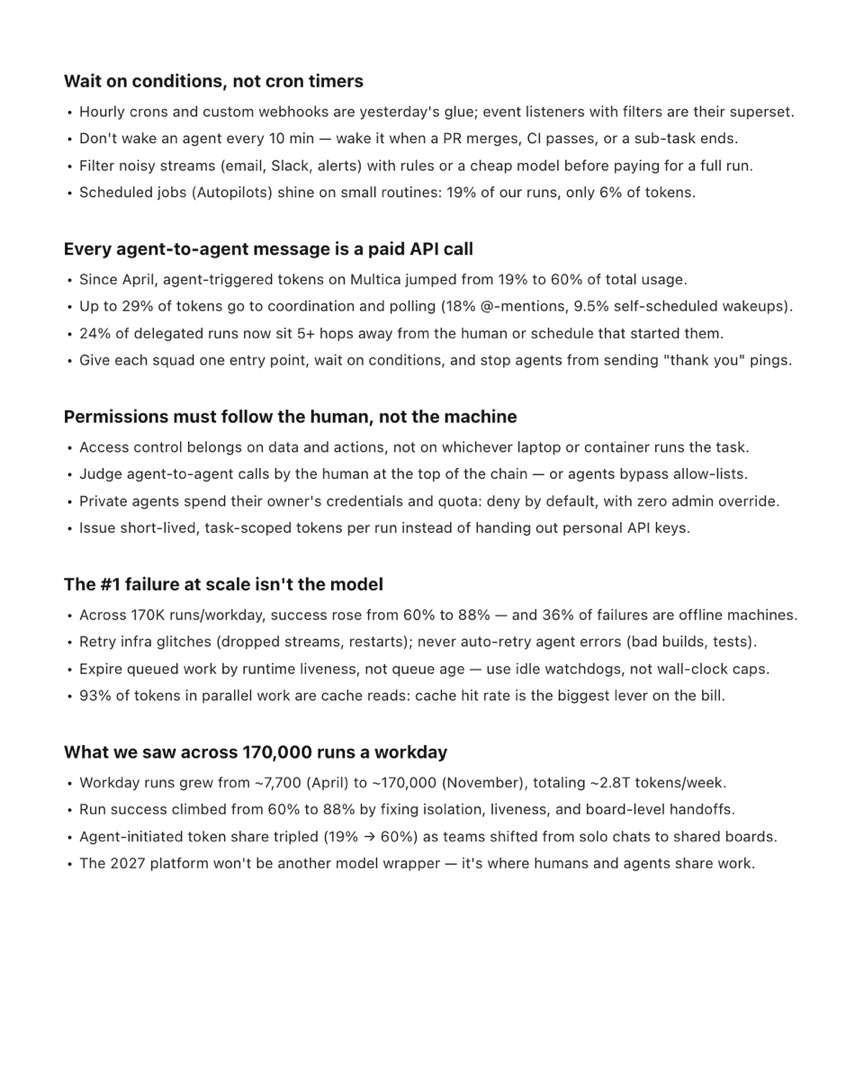 Wait on conditions, not cron timers
• Hourly crons and custom webhooks are yesterday's glue; event listeners with filters are their superset.
• Don't wake an agent every 10 min — wake it when a PR merges, CI passes, or a sub-task ends.
• Filter noisy streams (email, Slack, alerts) with rules or a cheap model before paying for a full run.
• Scheduled jobs (Autopilots) shine on small routines: 19% of our runs, only 6% of tokens.
Every agent-to-agent message is a paid API call
• Since April, agent-triggered tokens on Multica jumped from 19% to 60% of total usage.
• Up to 29% of tokens go to coordination and polling (18% @-mentions, 9.5% self-scheduled wakeups).
• 24% of delegated runs now sit 5+ hops away from the human or schedule that started them.
• Give each squad one entry point, wait on conditions, and stop agents from sending "thank you" pings.
Permissions must follow the human, not the machine
• Access control belongs on data and actions, not on whichever laptop or container runs the task.
• Judge agent-to-agent calls by the human at the top of the chain — or agents bypass allow-lists.
• Private agents spend their owner's credentials and quota: deny by default, with zero admin override.
• Issue short-lived, task-scoped tokens per run instead of handing out personal API keys.
The #1 failure at scale isn't the model
• Across 170K runs/workday, success rose from 60% to 88% — and 36% of failures are offline machines.
• Retry infra glitches (dropped streams, restarts); never auto-retry agent errors (bad builds, tests).
• Expire queued work by runtime liveness, not queue age — use idle watchdogs, not wall-clock caps.
• 93% of tokens in parallel work are cache reads: cache hit rate is the biggest lever on the bill.
What we saw across 170,000 runs a workday
• Workday runs grew from ~7,700 (April) to ~170,000 (November), totaling ~2.8T tokens/week.
• Run success climbed from 60% to 88% by fixing isolation, liveness, and board-level handoffs.
• Agent-initiated token share tripled (19% → 60%) as teams shifted from solo chats to shared boards.
• The 2027 platform won't be another model wrapper — it's where humans and agents share work.